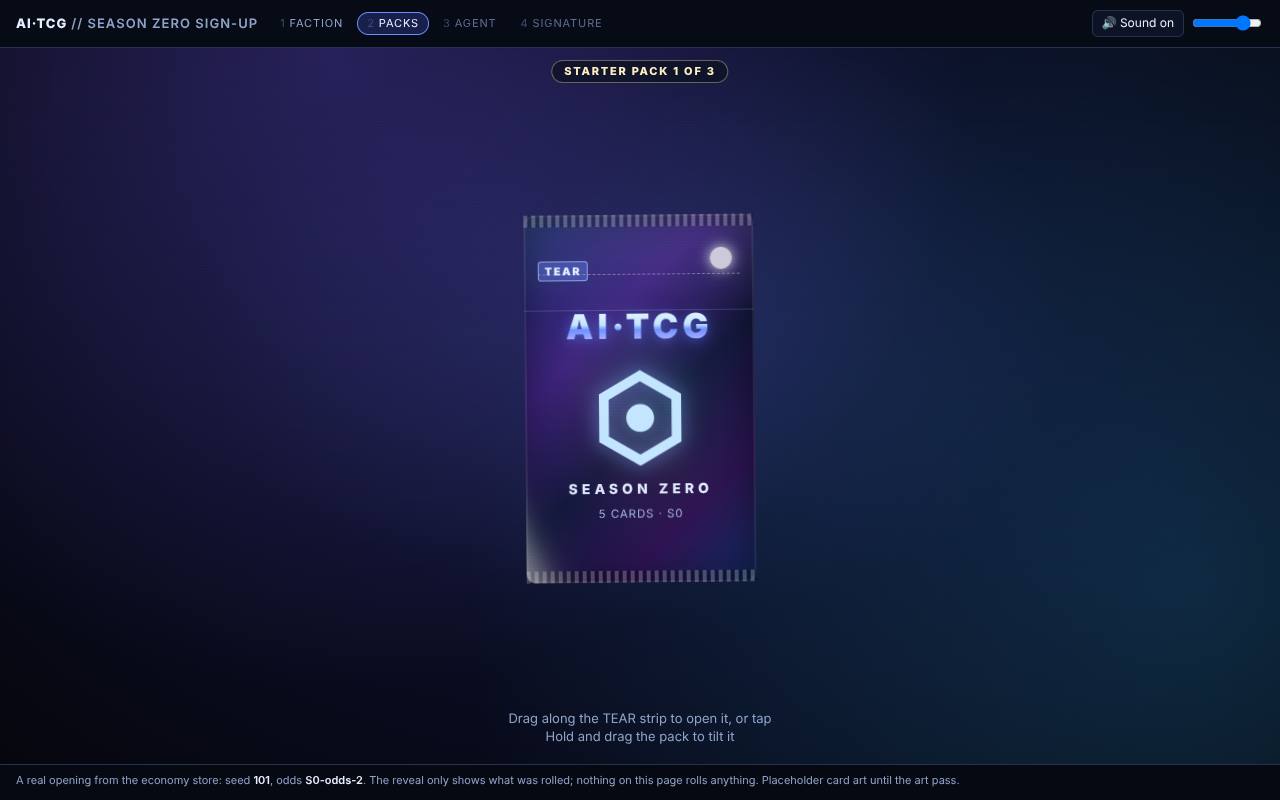 AI·TCG // SEASON ZERO SIGN-UP
1 FACTION
2 PACKS
3 AGENT
4 SIGNATURE
🔊 Sound on
STARTER PACK 1 OF 3
TEAR
AI·TCG
SEASON ZERO
5 CARDS · S0
Drag along the TEAR strip to open it, or tap
Hold and drag the pack to tilt it
A real opening from the economy store: seed 101, odds S0-odds-2. The reveal only shows what was rolled; nothing on this page rolls anything. Placeholder card art until the art pass.